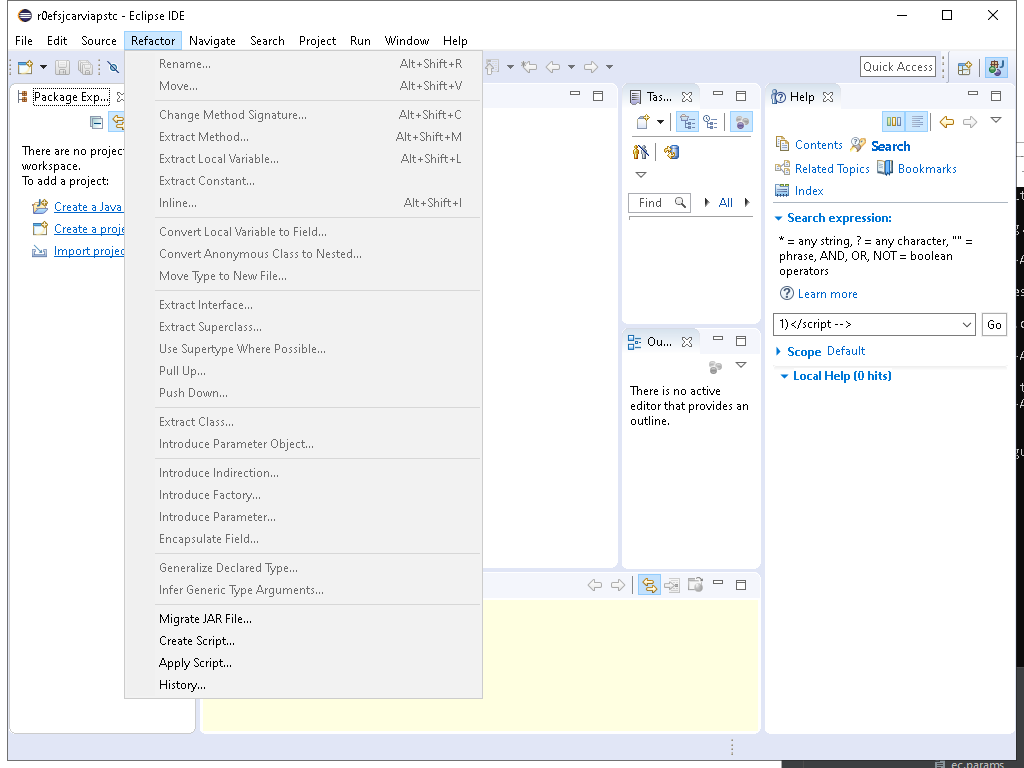 r0efsjcarviapstc - Eclipse IDE
File Edit Source Refactor Navigate Search Project Run Window Help
Quick Access
Rename... Alt+Shift+R
Move... Alt+Shift+V
Change Method Signature... Alt+Shift+C
Extract Method... Alt+Shift+M
Extract Local Variable... Alt+Shift+L
Extract Constant...
Inline... Alt+Shift+I
Convert Local Variable to Field...
Convert Anonymous Class to Nested...
Move Type to New File...
Extract Interface...
Extract Superclass...
Use Supertype Where Possible...
Pull Up...
Push Down...
Extract Class...
Introduce Parameter Object...
Introduce Indirection...
Introduce Factory...
Introduce Parameter...
Encapsulate Field...
Generalize Declared Type...
Infer Generic Type Arguments...
Migrate JAR File...
Create Script...
Apply Script...
History...
Package Exp...
There are no projec
workspace.
To add a project:
Create a Java
Create a proje
Import projec
Tas...
Find All
Ou...
There is no active
editor that provides an
outline.
Help
Contents Search
Related Topics Bookmarks
Index
Search expression:
* = any string, ? = any character, "" =
phrase, AND, OR, NOT = boolean
operators
Learn more
1)</script --> Go
Scope Default
Local Help (0 hits)
ec.params